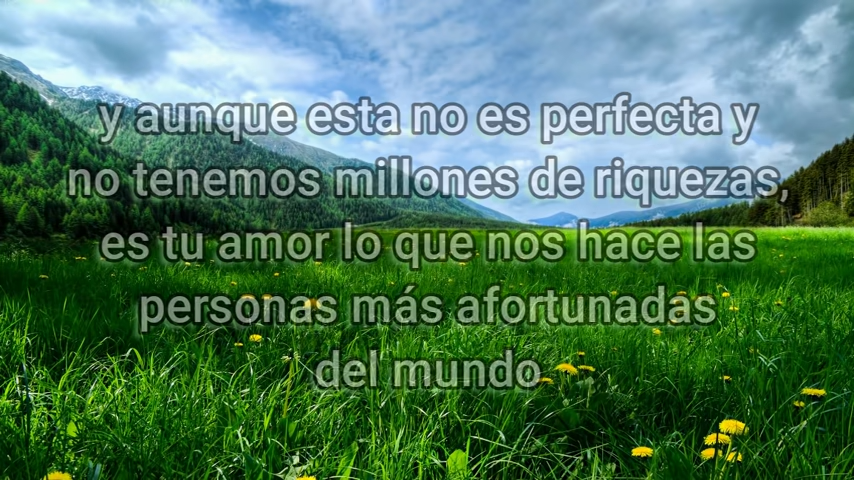 y aunque esta no es perfecta y
no tenemos millones de riquezas,
es tu amor lo que nos hace las
personas más afortunadas
del mundo